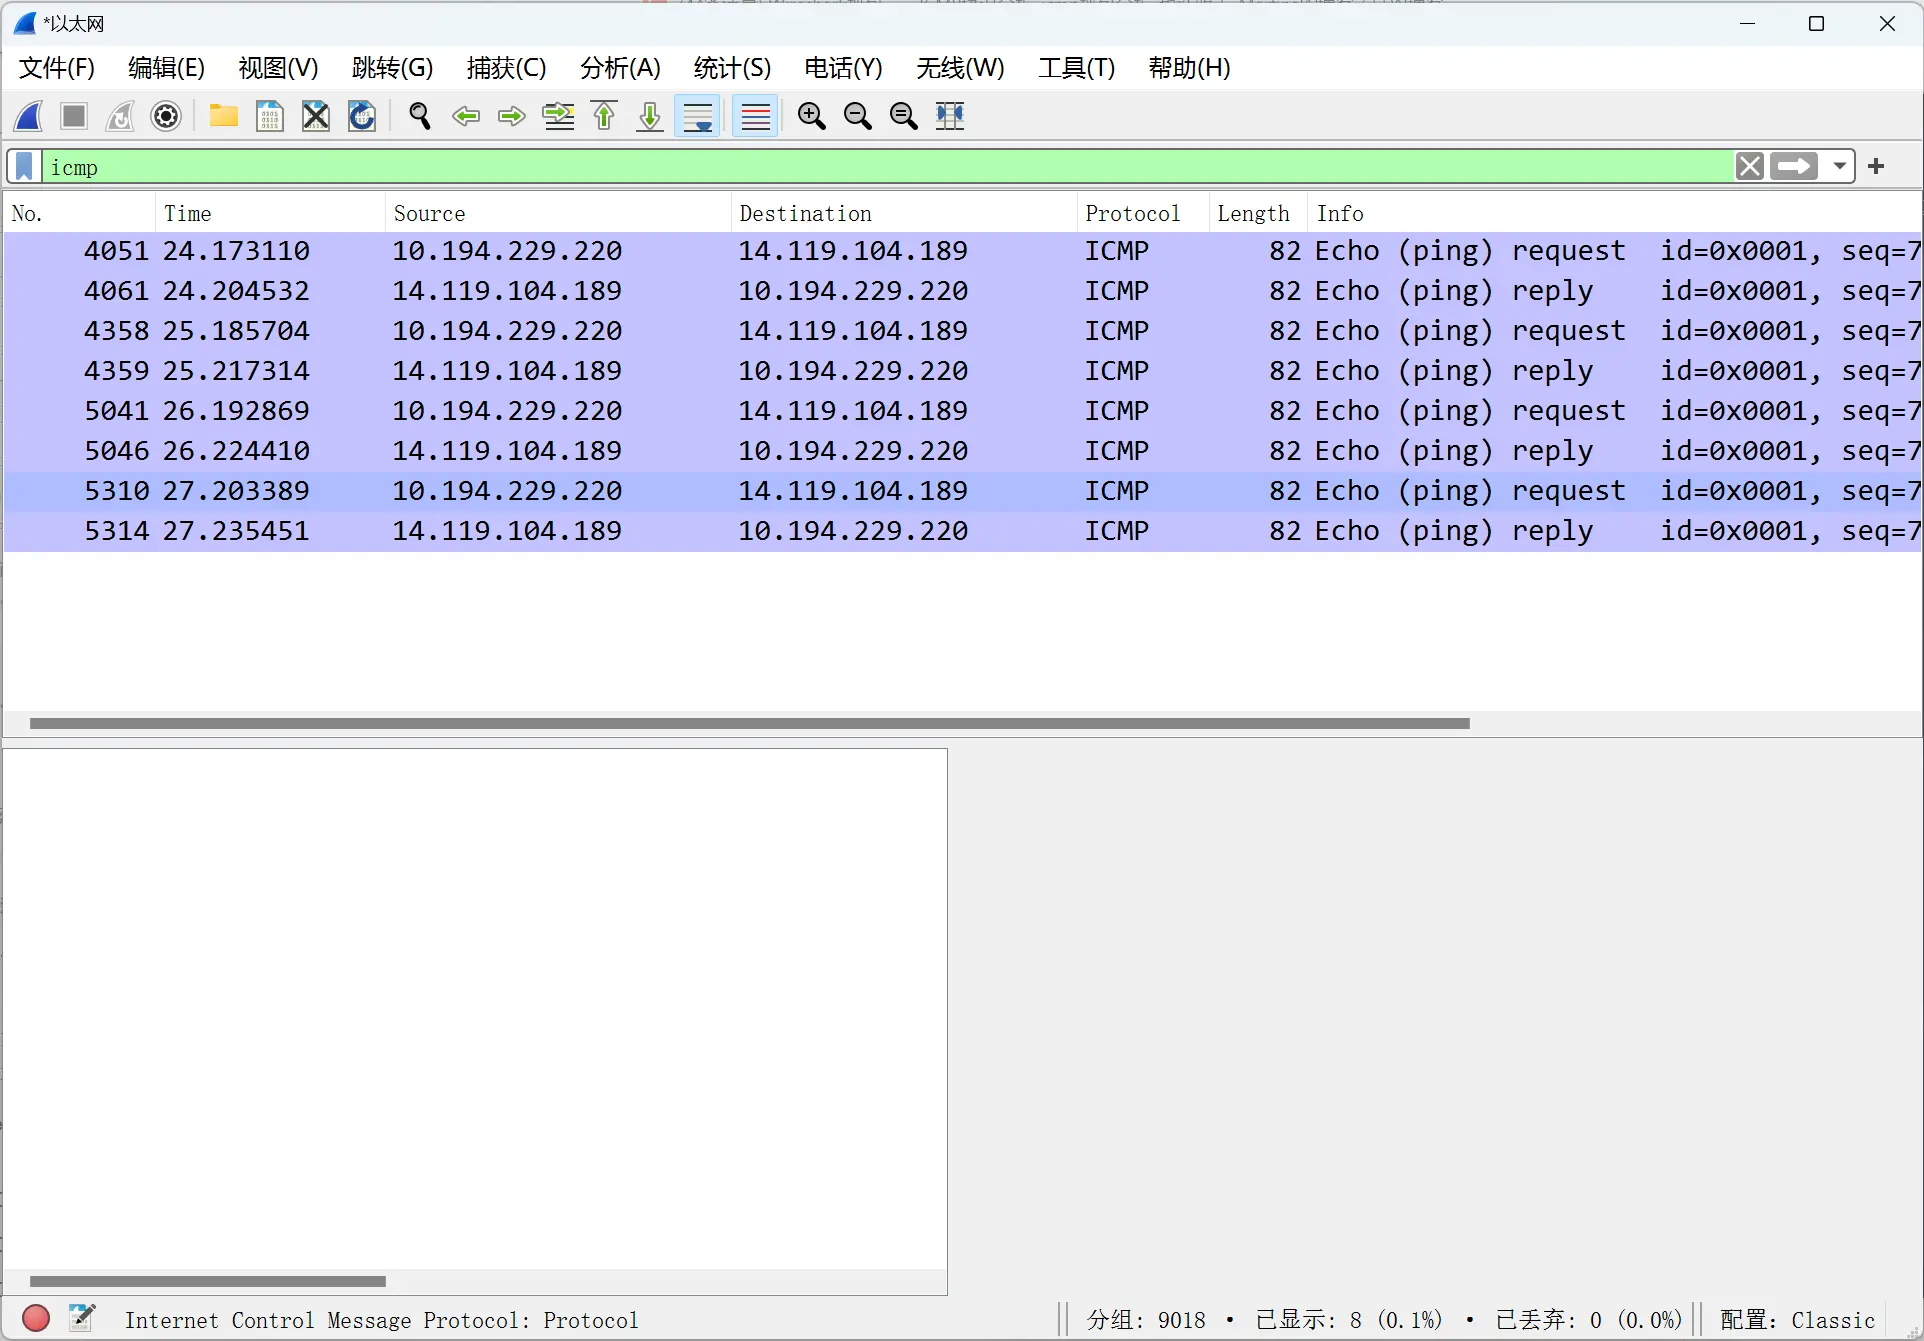 *以太网
文件(F) 编辑(E) 视图(V) 跳转(G) 捕获(C) 分析(A) 统计(S) 电话(Y) 无线(W) 工具(T) 帮助(H)
icmp
No. Time Source Destination Protocol Length Info
4051 24.173110 10.194.229.220 14.119.104.189 ICMP 82 Echo (ping) request id=0x0001, seq=7
4061 24.204532 14.119.104.189 10.194.229.220 ICMP 82 Echo (ping) reply id=0x0001, seq=7
4358 25.185704 10.194.229.220 14.119.104.189 ICMP 82 Echo (ping) request id=0x0001, seq=7
4359 25.217314 14.119.104.189 10.194.229.220 ICMP 82 Echo (ping) reply id=0x0001, seq=7
5041 26.192869 10.194.229.220 14.119.104.189 ICMP 82 Echo (ping) request id=0x0001, seq=7
5046 26.224410 14.119.104.189 10.194.229.220 ICMP 82 Echo (ping) reply id=0x0001, seq=7
5310 27.203389 10.194.229.220 14.119.104.189 ICMP 82 Echo (ping) request id=0x0001, seq=7
5314 27.235451 14.119.104.189 10.194.229.220 ICMP 82 Echo (ping) reply id=0x0001, seq=7
Internet Control Message Protocol: Protocol 分组: 9018 · 已显示: 8 (0.1%) · 已丢弃: 0 (0.0%) 配置: Classic